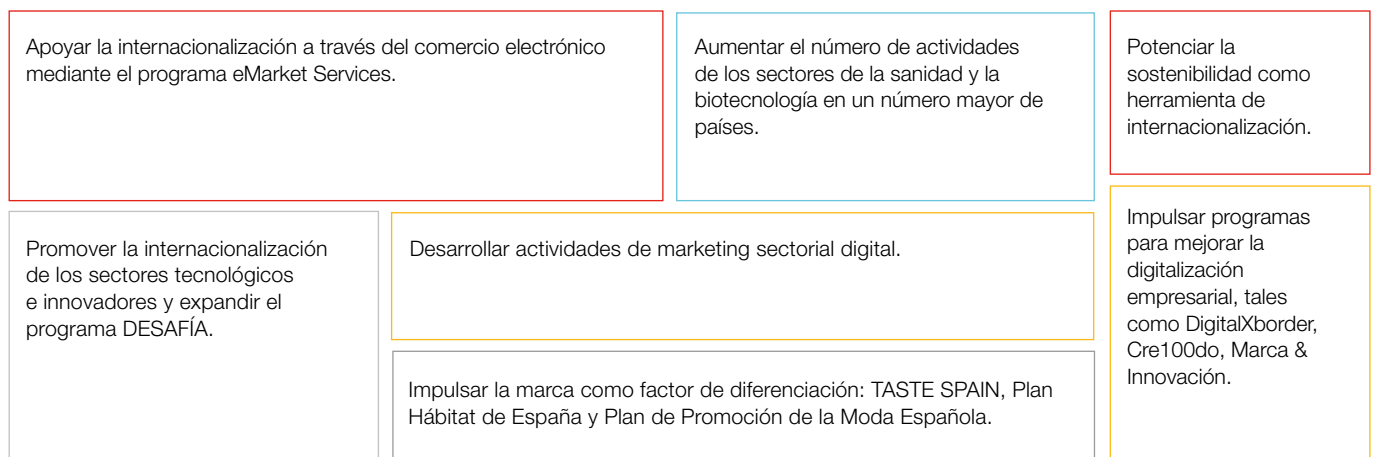 Apoyar la internacionalización a través del comercio electrónico
mediante el programa eMarket Services.
Aumentar el número de actividades
de los sectores de la sanidad y la
biotecnología en un número mayor de
países.
Potenciar la
sostenibilidad como
herramienta de
internacionalización.
Promover la internacionalización
de los sectores tecnológicos
e innovadores y expandir el
programa DESAFÍA.
Desarrollar actividades de marketing sectorial digital.
Impulsar programas
para mejorar la
digitalización
empresarial, tales
como DigitalXborder,
Cre100do, Marca &
Innovación.
Impulsar la marca como factor de diferenciación: TASTE SPAIN, Plan
Hábitat de España y Plan de Promoción de la Moda Española.